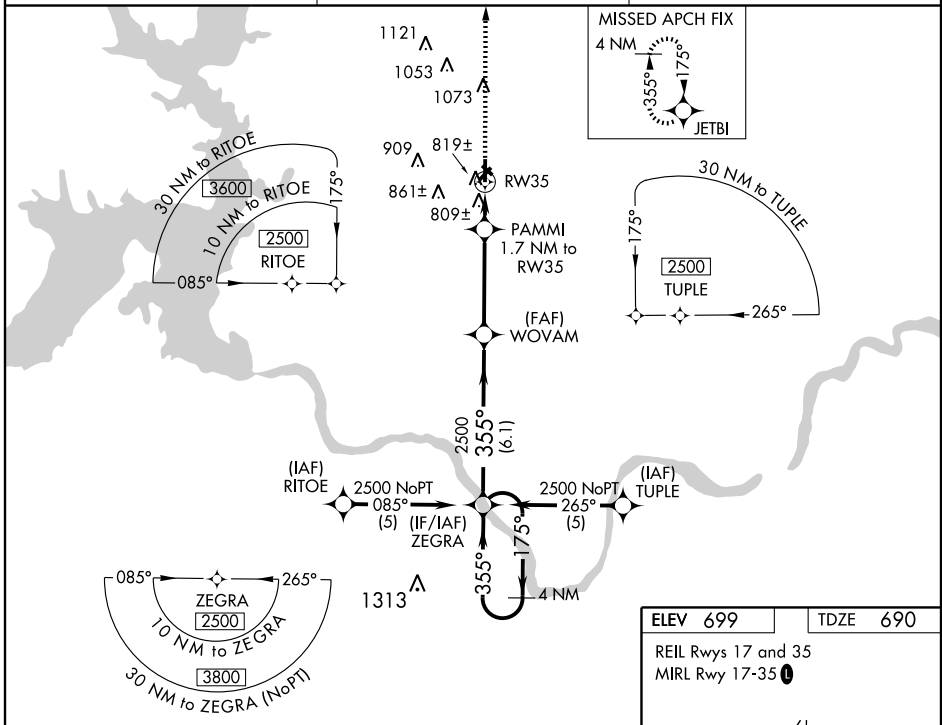 MISSED APCH FIX
4 NM
355°
175°
JETBI
1121
1053
1073
909
819±
861±
809±
RW35
PAMMI
1.7 NM to
RW35
30 NM to RITOE
3600
10 NM to RITOE
2500
RITOE
175°
085°
30 NM to TUPLE
175°
2500
TUPLE
265°
(FAF)
WOVAM
2500
355°
(6.1)
(IAF)
RITOE
2500 NoPT
085°
(5)
(IF/IAF)
ZEGRA
2500 NoPT
265°
(5)
(IAF)
TUPLE
355°
175°
4 NM
1313
085°
265°
ZEGRA
2500
10 NM to ZEGRA
3800
30 NM to ZEGRA (NoPT)
ELEV 699
TDZE 690
REIL Rwys 17 and 35
MIRL Rwy 17-35 L